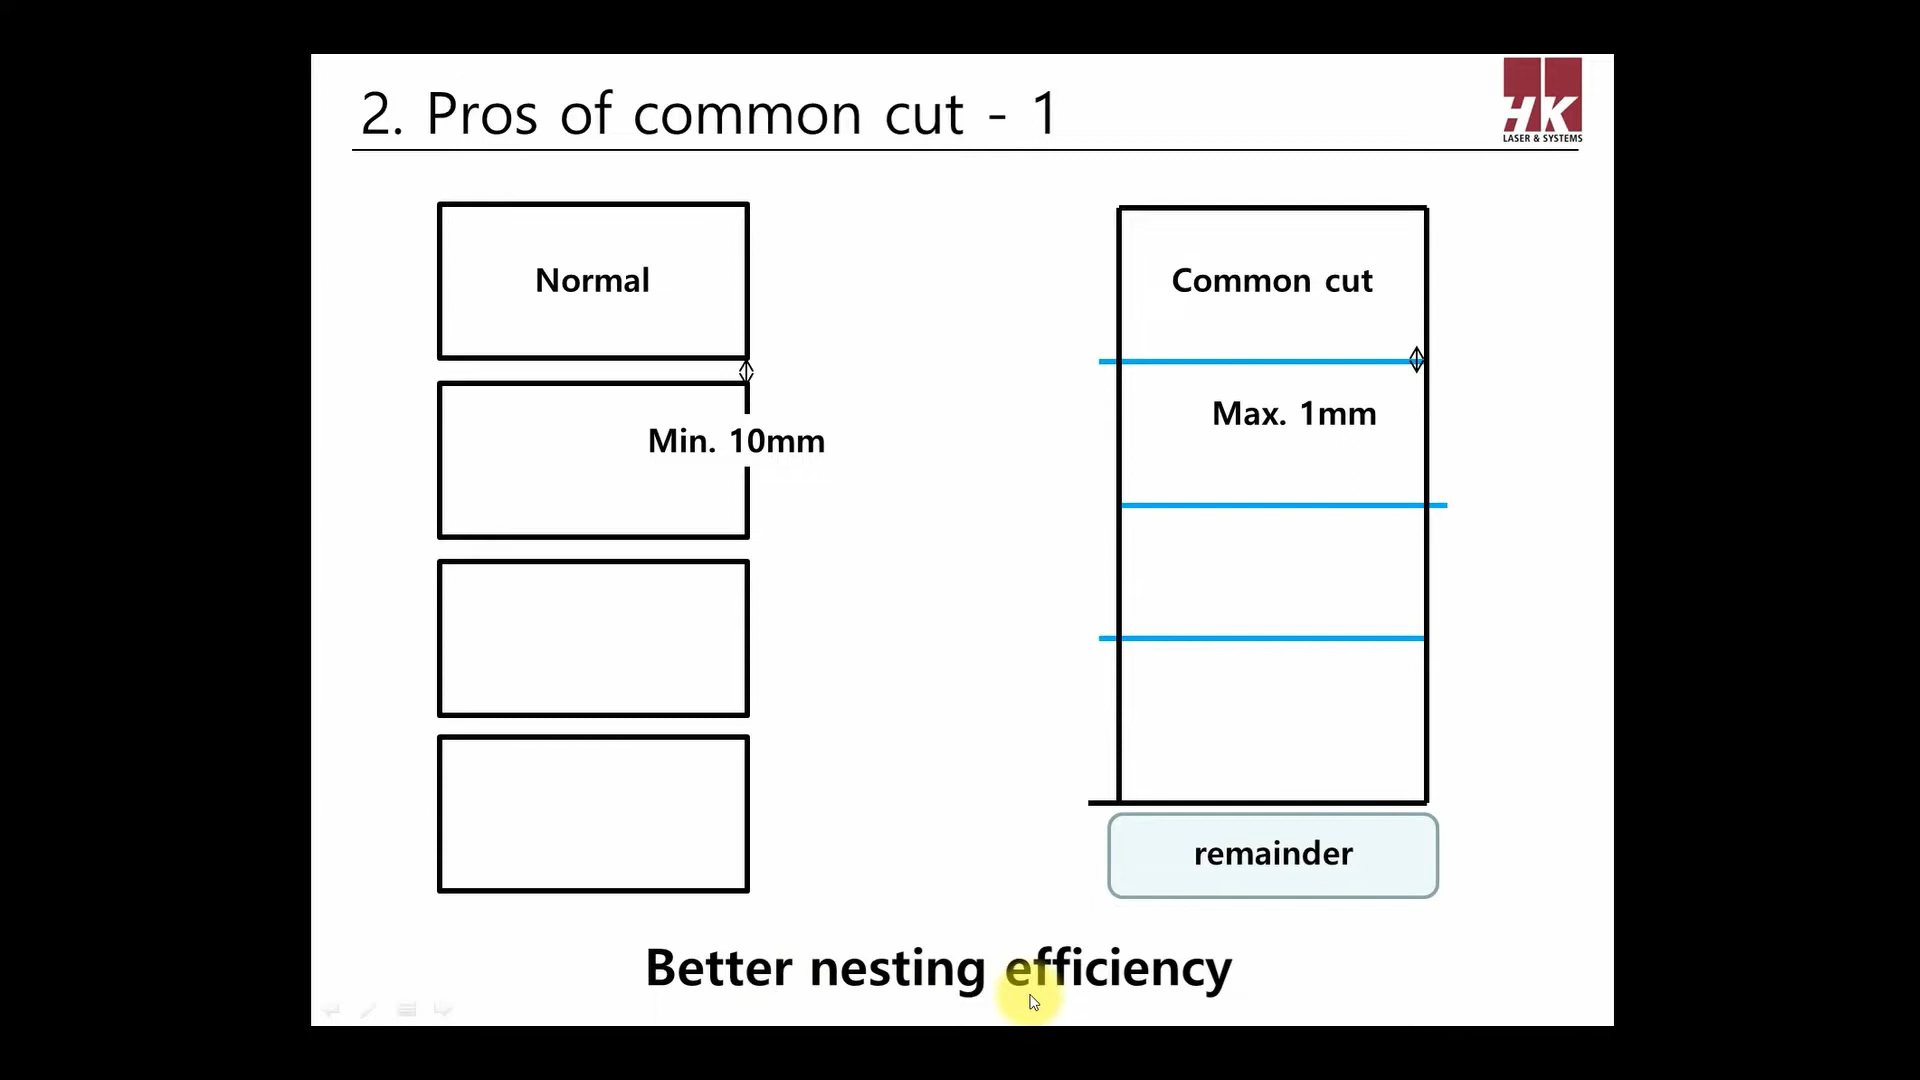 2. Pros of common cut - 1
HK
LASER & SYSTEMS
Normal
Common cut
Min. 10mm
Max. 1mm
remainder
Better nesting efficiency